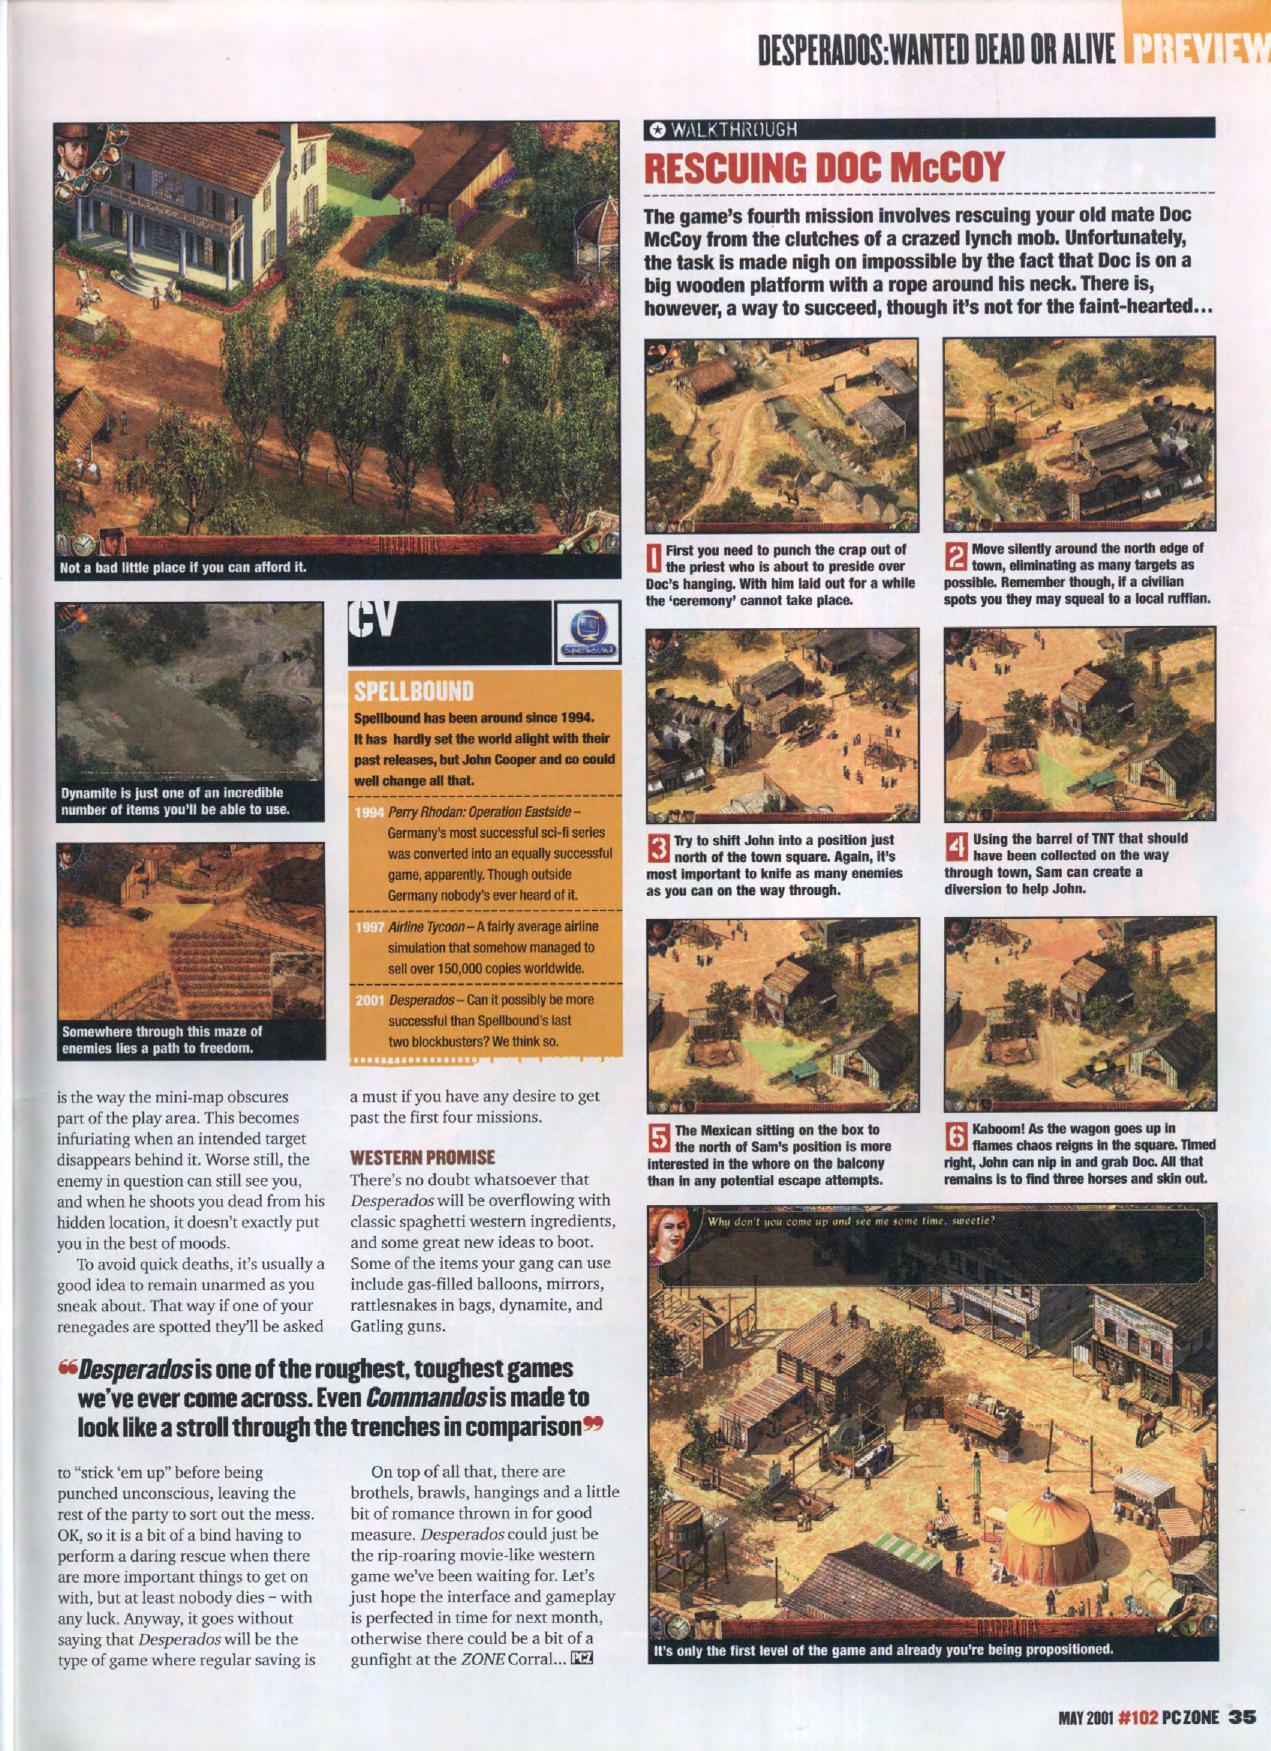 DESPERADOS:WANTED DEAD OR ALIVE PREVIEW
Not a bad little place if you can afford it.
DESPERADOS
Dynamite is just one of an incredible
number of items you'll be able to use.
Somewhere through this maze of
enemies lies a path to freedom.
CV
Spellbound
SPELLBOUND
Spellbound has been around since 1994.
It has hardly set the world alight with their
past releases, but John Cooper and co could
well change all that.
1994 Perry Rhodan: Operation Eastside –
Germany's most successful sci-fi series
was converted into an equally successful
game, apparently. Though outside
Germany nobody's ever heard of it.
1997 Airline Tycoon – A fairly average airline
simulation that somehow managed to
sell over 150,000 copies worldwide.
2001 Desperados – Can it possibly be more
successful than Spellbound's last
two blockbusters? We think so.
is the way the mini-map obscures
part of the play area. This becomes
infuriating when an intended target
disappears behind it. Worse still, the
enemy in question can still see you,
and when he shoots you dead from his
hidden location, it doesn't exactly put
you in the best of moods.
To avoid quick deaths, it's usually a
good idea to remain unarmed as you
sneak about. That way if one of your
renegades are spotted they'll be asked
a must if you have any desire to get
past the first four missions.
WESTERN PROMISE
There's no doubt whatsoever that
Desperados will be overflowing with
classic spaghetti western ingredients,
and some great new ideas to boot.
Some of the items your gang can use
include gas-filled balloons, mirrors,
rattlesnakes in bags, dynamite, and
Gatling guns.
“Desperados is one of the roughest, toughest games
we've ever come across. Even Commandos is made to
look like a stroll through the trenches in comparison”
to “stick 'em up” before being
punched unconscious, leaving the
rest of the party to sort out the mess.
OK, so it is a bit of a bind having to
perform a daring rescue when there
are more important things to get on
with, but at least nobody dies – with
any luck. Anyway, it goes without
saying that Desperados will be the
type of game where regular saving is
On top of all that, there are
brothels, brawls, hangings and a little
bit of romance thrown in for good
measure. Desperados could just be
the rip-roaring movie-like western
game we've been waiting for. Let's
just hope the interface and gameplay
is perfected in time for next month,
otherwise there could be a bit of a
gunfight at the ZONE Corral... PCZ
WALKTHROUGH
RESCUING DOC McCOY
The game's fourth mission involves rescuing your old mate Doc
McCoy from the clutches of a crazed lynch mob. Unfortunately,
the task is made nigh on impossible by the fact that Doc is on a
big wooden platform with a rope around his neck. There is,
however, a way to succeed, though it's not for the faint-hearted...
1 First you need to punch the crap out of
the priest who is about to preside over
Doc's hanging. With him laid out for a while
the 'ceremony' cannot take place.
2 Move silently around the north edge of
town, eliminating as many targets as
possible. Remember though, if a civilian
spots you they may squeal to a local ruffian.
3 Try to shift John into a position just
north of the town square. Again, it's
most important to knife as many enemies
as you can on the way through.
4 Using the barrel of TNT that should
have been collected on the way
through town, Sam can create a
diversion to help John.
5 The Mexican sitting on the box to
the north of Sam's position is more
interested in the whore on the balcony
than in any potential escape attempts.
6 Kaboom! As the wagon goes up in
flames chaos reigns in the square. Timed
right, John can nip in and grab Doc. All that
remains is to find three horses and skin out.
Why don't you come up and see me some time, sweetie?
DESPERADOS
It's only the first level of the game and already you're being propositioned.
MAY 2001 #102 PC ZONE 35